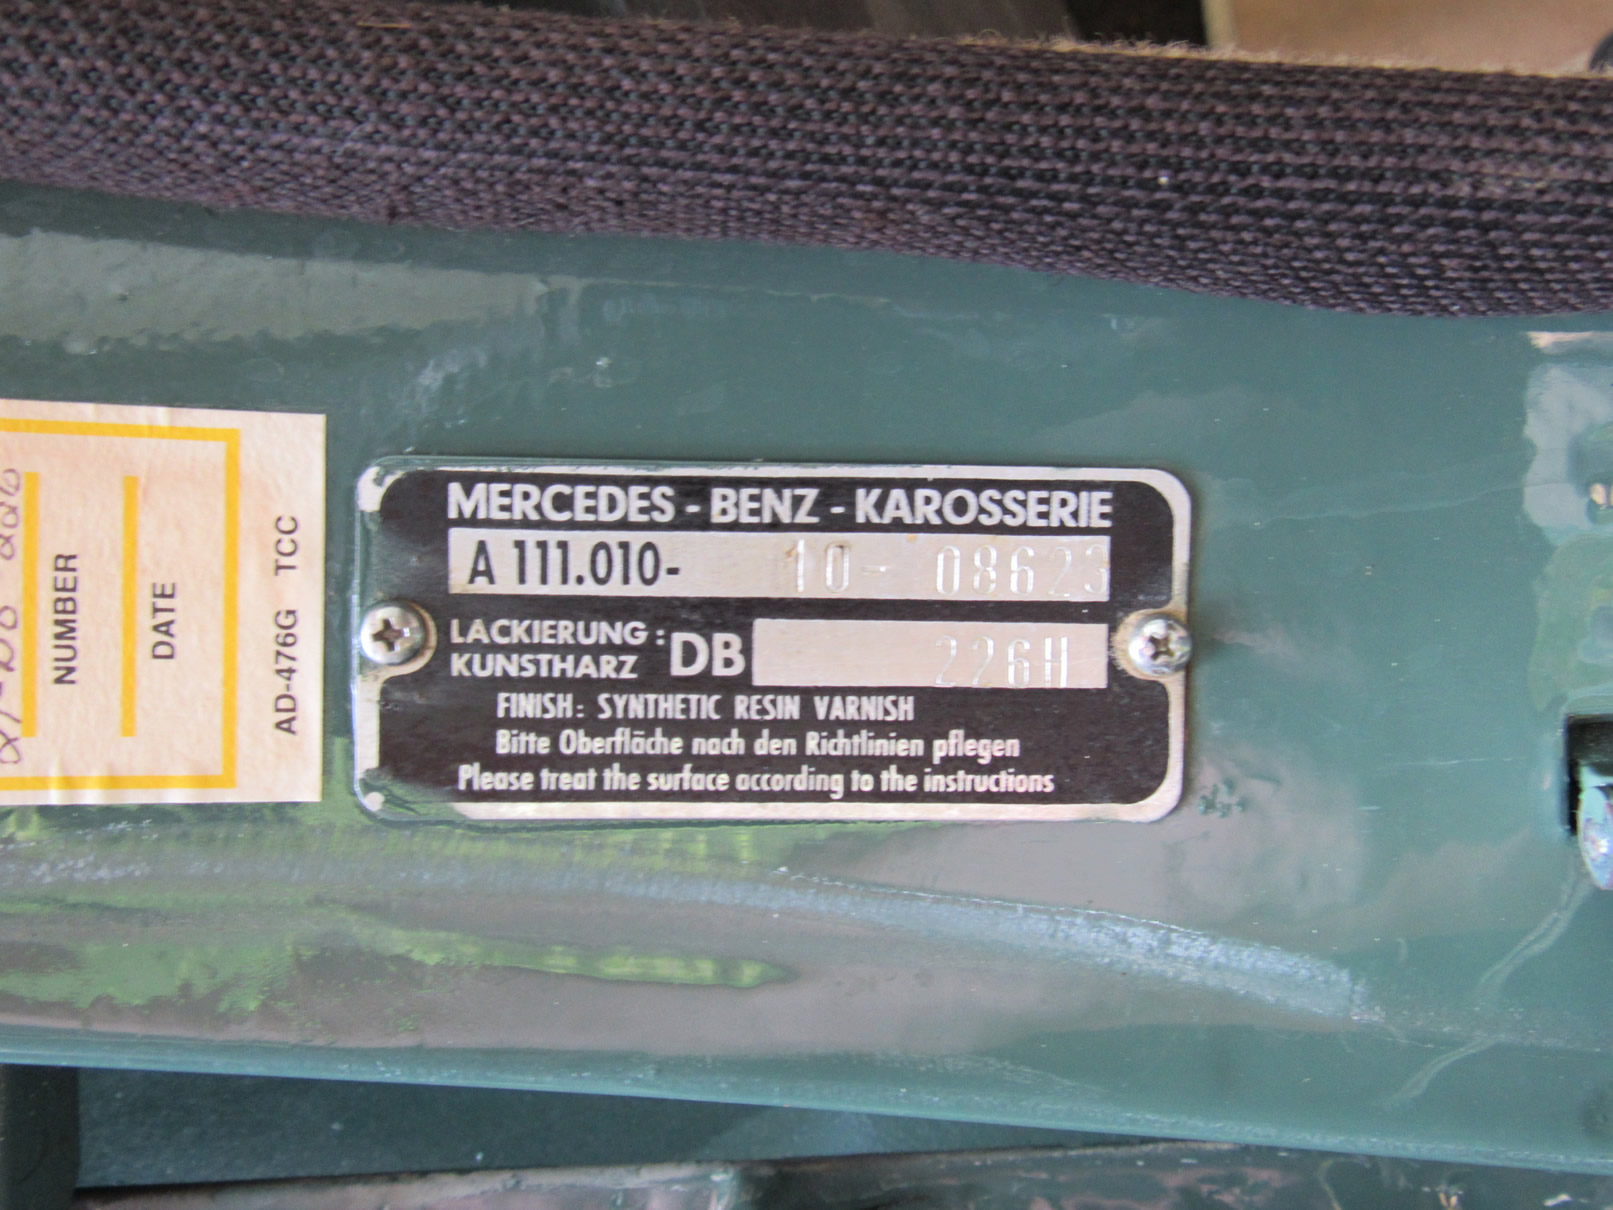 MERCEDES - BENZ - KAROSSERIE
A 111.010- 10- 08623
LACKIERUNG :
KUNSTHARZ DB 226H
FINISH: SYNTHETIC RESIN VARNISH
Bitte Oberfläche nach den Richtlinien pflegen
Please treat the surface according to the instructions
NUMBER
DATE
AD-476G TCC